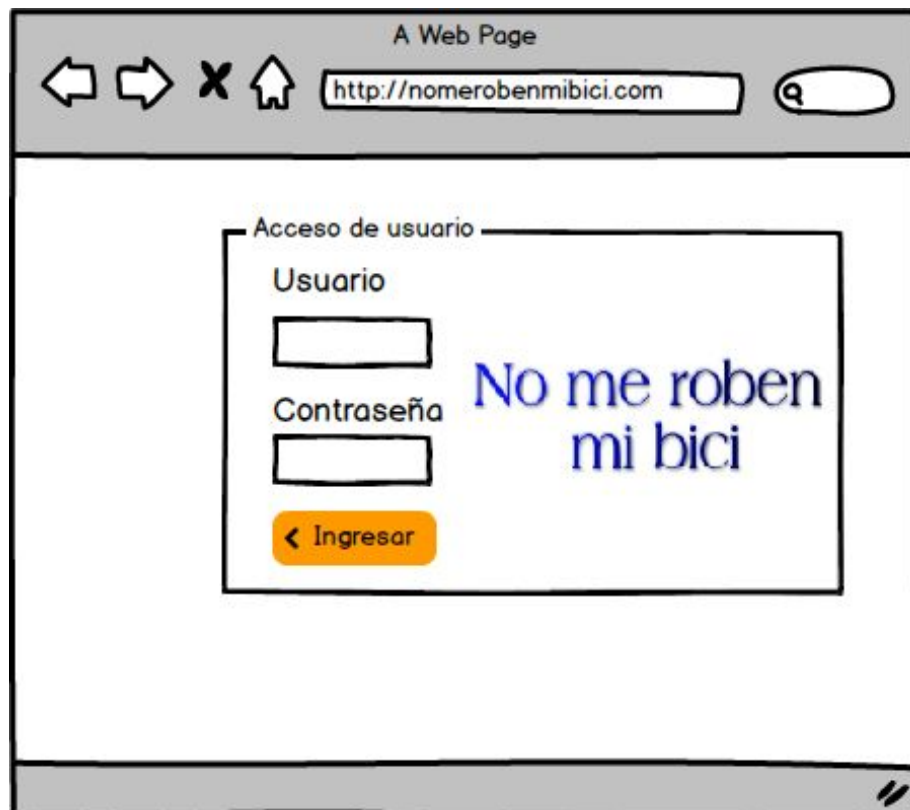 A Web Page
http://nomerobenmibici.com
Acceso de usuario
Usuario
Contraseña
Ingresar
No me roben
mi bici